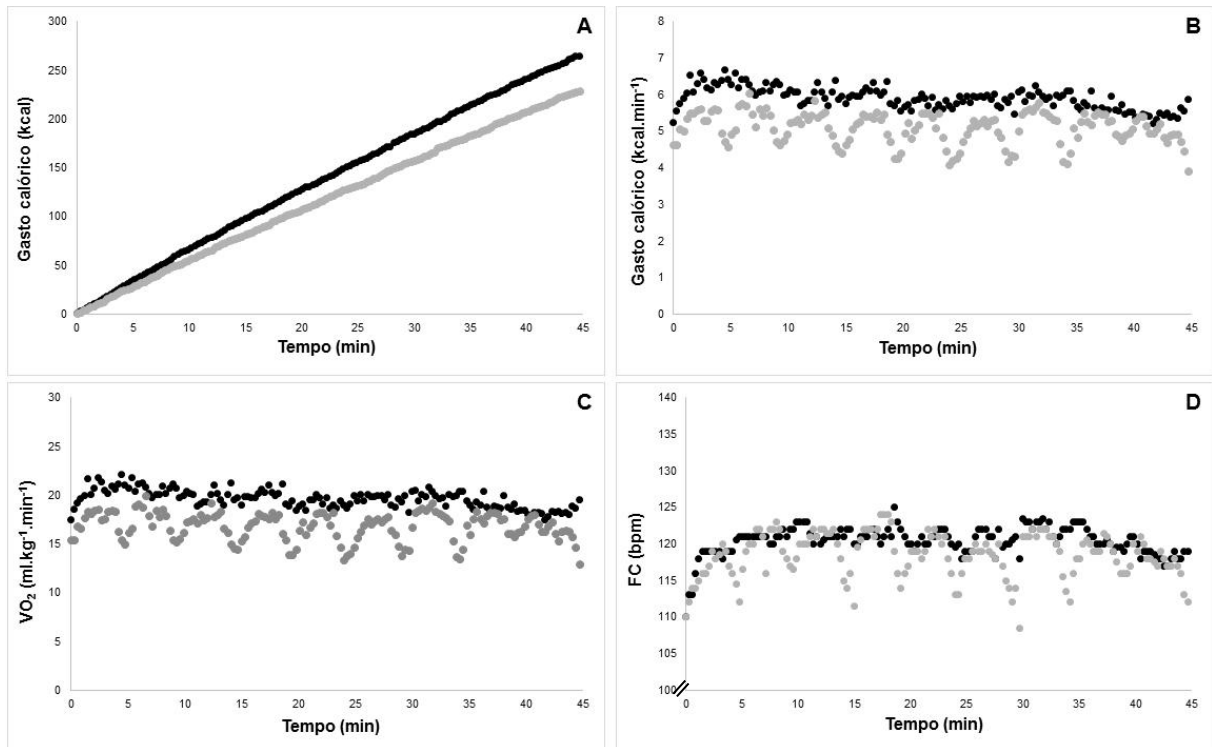 A
Gasto calórico (kcal)
300
250
200
150
100
50
0
0 5 10 15 20 25 30 35 40 45
Tempo (min)
B
Gasto calórico (kcal.min⁻¹)
8
7
6
5
4
3
2
1
0
0 5 10 15 20 25 30 35 40 45
Tempo (min)
C
VO₂ (ml.kg⁻¹.min⁻¹)
30
25
20
15
10
5
0
0 5 10 15 20 25 30 35 40 45
Tempo (min)
D
FC (bpm)
140
135
130
125
120
115
110
105
100
0 5 10 15 20 25 30 35 40 45
Tempo (min)